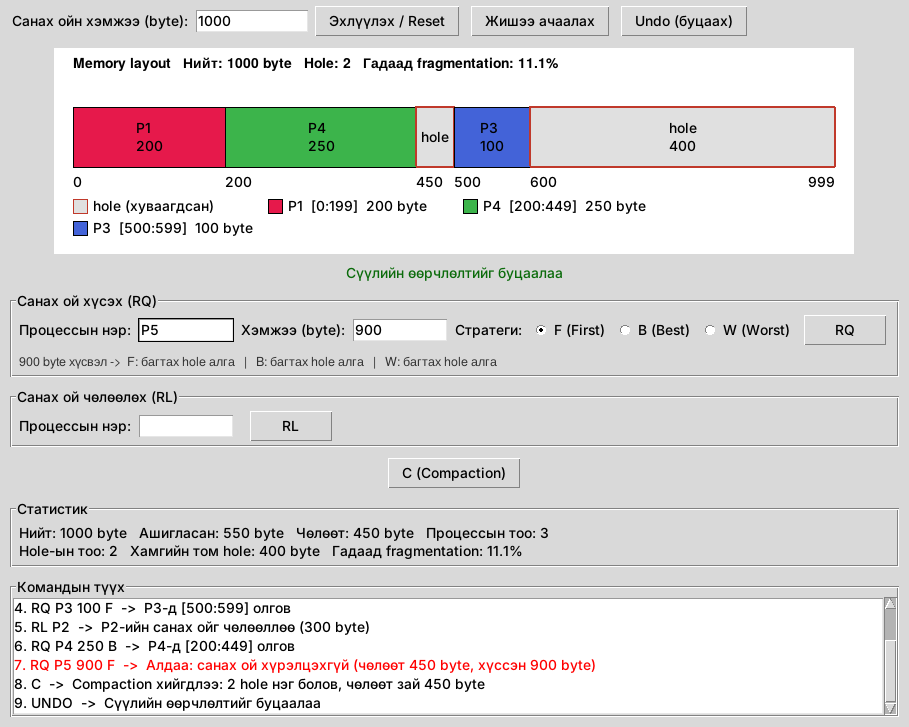 Санах ойн хэмжээ (byte): 1000 Эхлүүлэх / Reset Жишээ ачаалах Undo (буцаах)
Memory layout Нийт: 1000 byte Hole: 2 Гадаад fragmentation: 11.1%
P1 P4 hole P3 hole
200 250 100 400
0 200 450 500 600 999
hole (хуваагдсан) P1 [0:199] 200 byte P4 [200:449] 250 byte
P3 [500:599] 100 byte
Сүүлийн өөрчлөлтийг буцаалаа
Санах ой хүсэх (RQ)
Процессын нэр: P5 Хэмжээ (byte): 900 Стратеги: F (First) B (Best) W (Worst) RQ
900 byte хүсвэл -> F: багтах hole алга | B: багтах hole алга | W: багтах hole алга
Санах ой чөлөөлөх (RL)
Процессын нэр: RL
C (Compaction)
Статистик
Нийт: 1000 byte Ашигласан: 550 byte Чөлөөт: 450 byte Процессын тоо: 3
Hole-ын тоо: 2 Хамгийн том hole: 400 byte Гадаад fragmentation: 11.1%
Командын түүх
4. RQ P3 100 F -> P3-д [500:599] олгов
5. RL P2 -> P2-ийн санах ойг чөлөөллөө (300 byte)
6. RQ P4 250 B -> P4-д [200:449] олгов
7. RQ P5 900 F -> Алдаа: санах ой хүрэлцэхгүй (чөлөөт 450 byte, хүссэн 900 byte)
8. C -> Compaction хийгдлээ: 2 hole нэг болов, чөлөөт зай 450 byte
9. UNDO -> Сүүлийн өөрчлөлтийг буцаалаа